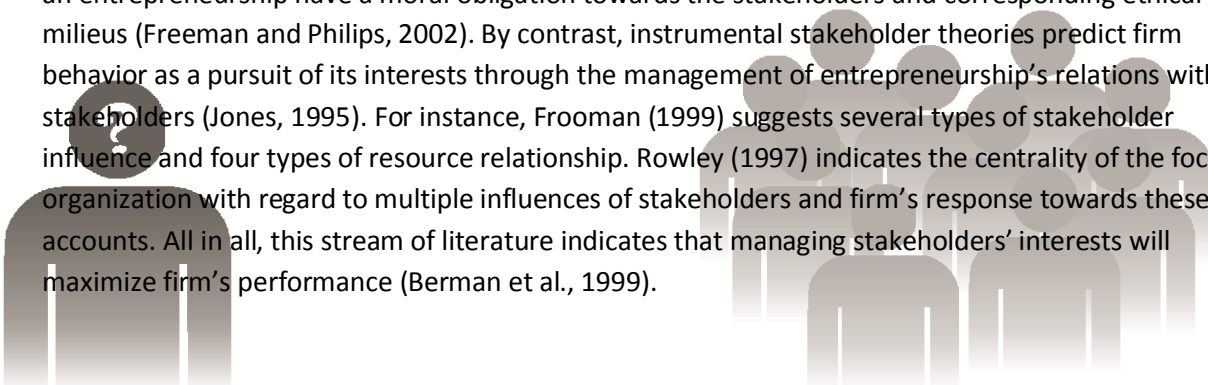 an entrepreneurship have a moral obligation towards the stakeholders and corresponding ethical
milieus (Freeman and Philips, 2002). By contrast, instrumental stakeholder theories predict firm
behavior as a pursuit of its interests through the management of entrepreneurship’s relations with
stakeholders (Jones, 1995). For instance, Frooman (1999) suggests several types of stakeholder
influence and four types of resource relationship. Rowley (1997) indicates the centrality of the foc
organization with regard to multiple influences of stakeholders and firm’s response towards these
accounts. All in all, this stream of literature indicates that managing stakeholders’ interests will
maximize firm’s performance (Berman et al., 1999).
?